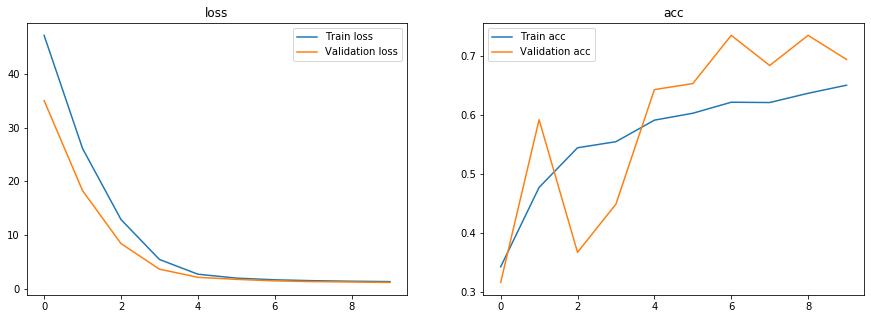 loss
Train loss
Validation loss
40
30
20
10
0
0 2 4 6 8
acc
Train acc
Validation acc
0.7
0.6
0.5
0.4
0.3
0 2 4 6 8